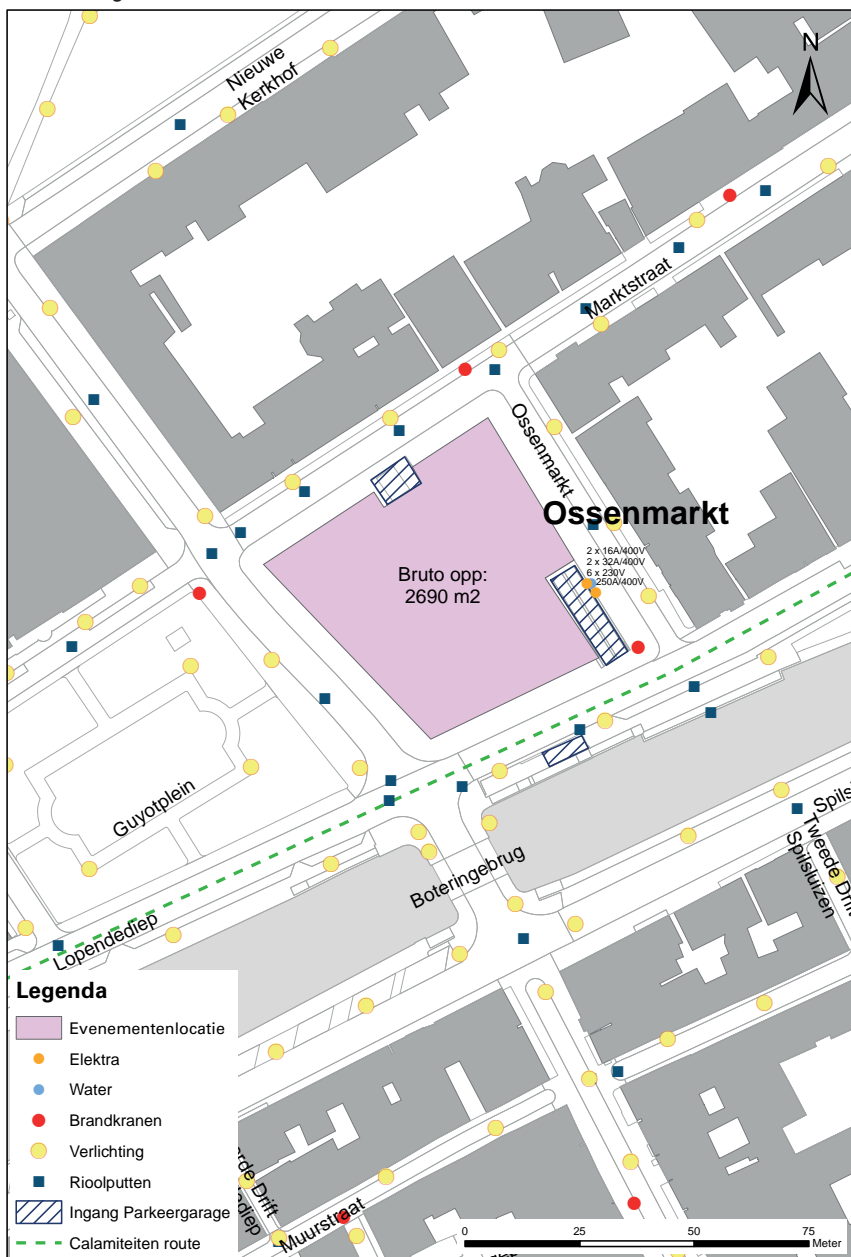 Nieuwe
Kerkhof
N
Marktstraat
Ossenmarkt
Ossenmarkt
2 x 16A/400V
2 x 32A/400V
6 x 230V
250A/400V
Bruto opp:
2690 m2
Guyotplein
Boteringebrug
Tweede Drift
Spilsluizen
Lopendediep
Legenda
Evenementenlocatie
Elektra
Water
Brandkranen
Verlichting
Rioolputten
Ingang Parkeergarage
Calamiteiten route
Drift
Muurstraat
0 25 50 75
Meter